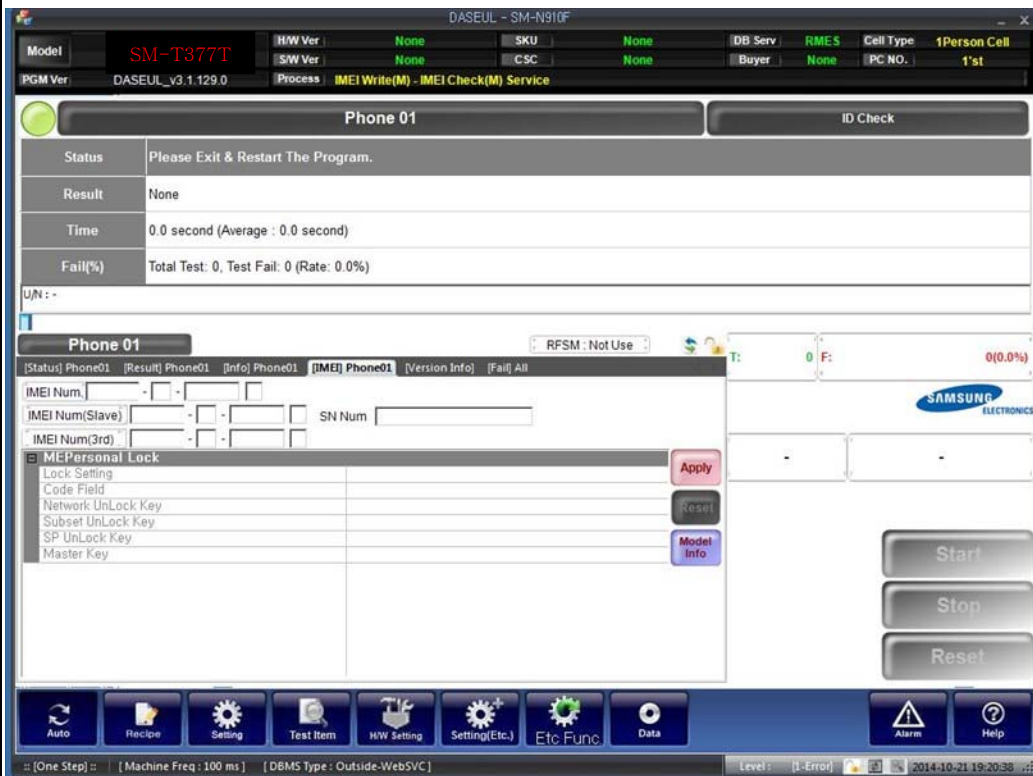 DASEUL - SM-N910F
Model SM-T377T H/W Ver None SKU None DB Serv RMES Cell Type 1Person Cell
S/W Ver None CSC None Buyer None PC NO. 1'st
PGM Ver DASEUL_v3.1.129.0 Process IMEI Write(M) - IMEI Check(M) Service
Phone 01 ID Check
Status Please Exit & Restart The Program.
Result None
Time 0.0 second (Average : 0.0 second)
Fail(%) Total Test: 0, Test Fail: 0 (Rate: 0.0%)
U/N : -
Phone 01 RFSM : Not Use T: 0 F: 0(0.0%)
[Status] Phone01 [Result] Phone01 [Info] Phone01 [IMEI] Phone01 [Version Info] [Fail] All
IMEI Num. - -
IMEI Num(Slave) - - SN Num
IMEI Num(3rd) - -
SAMSUNG
ELECTRONICS
MEPersonal Lock
Lock Setting
Code Field
Network UnLock Key
Subset UnLock Key
SP UnLock Key
Master Key
Apply
Reset
Model
Info
- -
Start
Stop
Reset
Auto Recipe Setting Test Item H/W Setting Setting(Etc.) Etc Func Data Alarm Help
:: [One Step] :: [Machine Freq : 100 ms] [DBMS Type : Outside-WebSVC] Level : [1-Error] 2014-10-21 19:20:38